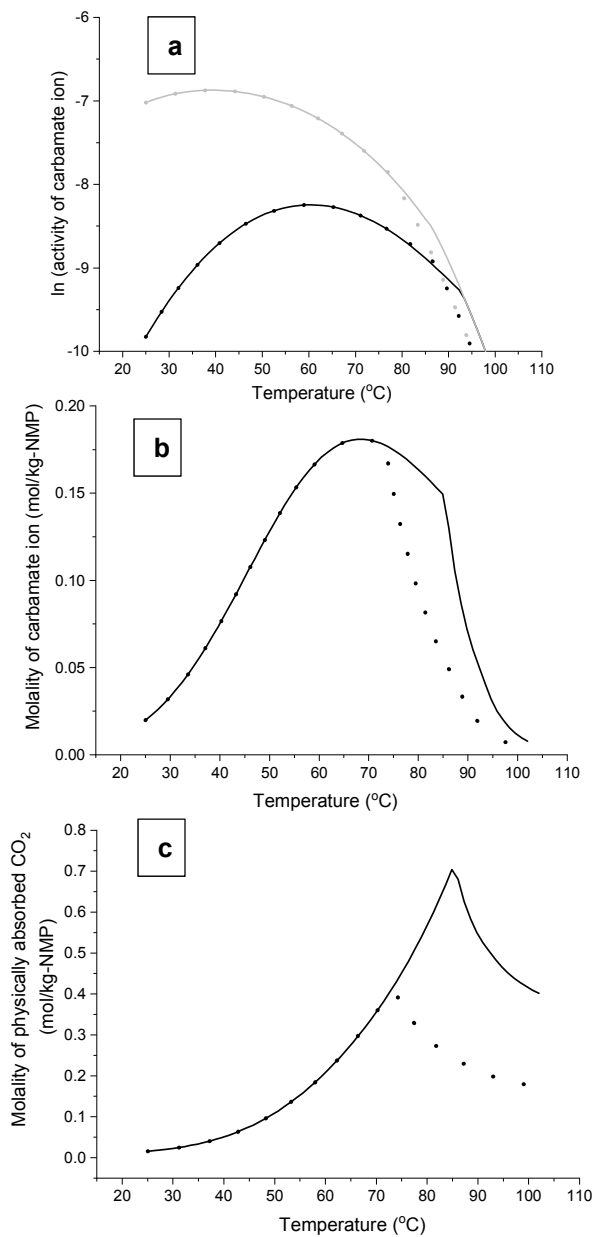 a
-6
-7
-8
-9
-10
ln (activity of carbamate ion)
20 30 40 50 60 70 80 90 100 110
Temperature (°C)
b
0.20
0.15
0.10
0.05
0.00
Molality of carbamate ion (mol/kg-NMP)
20 30 40 50 60 70 80 90 100 110
Temperature (°C)
c
0.8
0.7
0.6
0.5
0.4
0.3
0.2
0.1
0.0
Molality of physically absorbed CO₂
(mol/kg-NMP)
20 30 40 50 60 70 80 90 100 110
Temperature (°C)